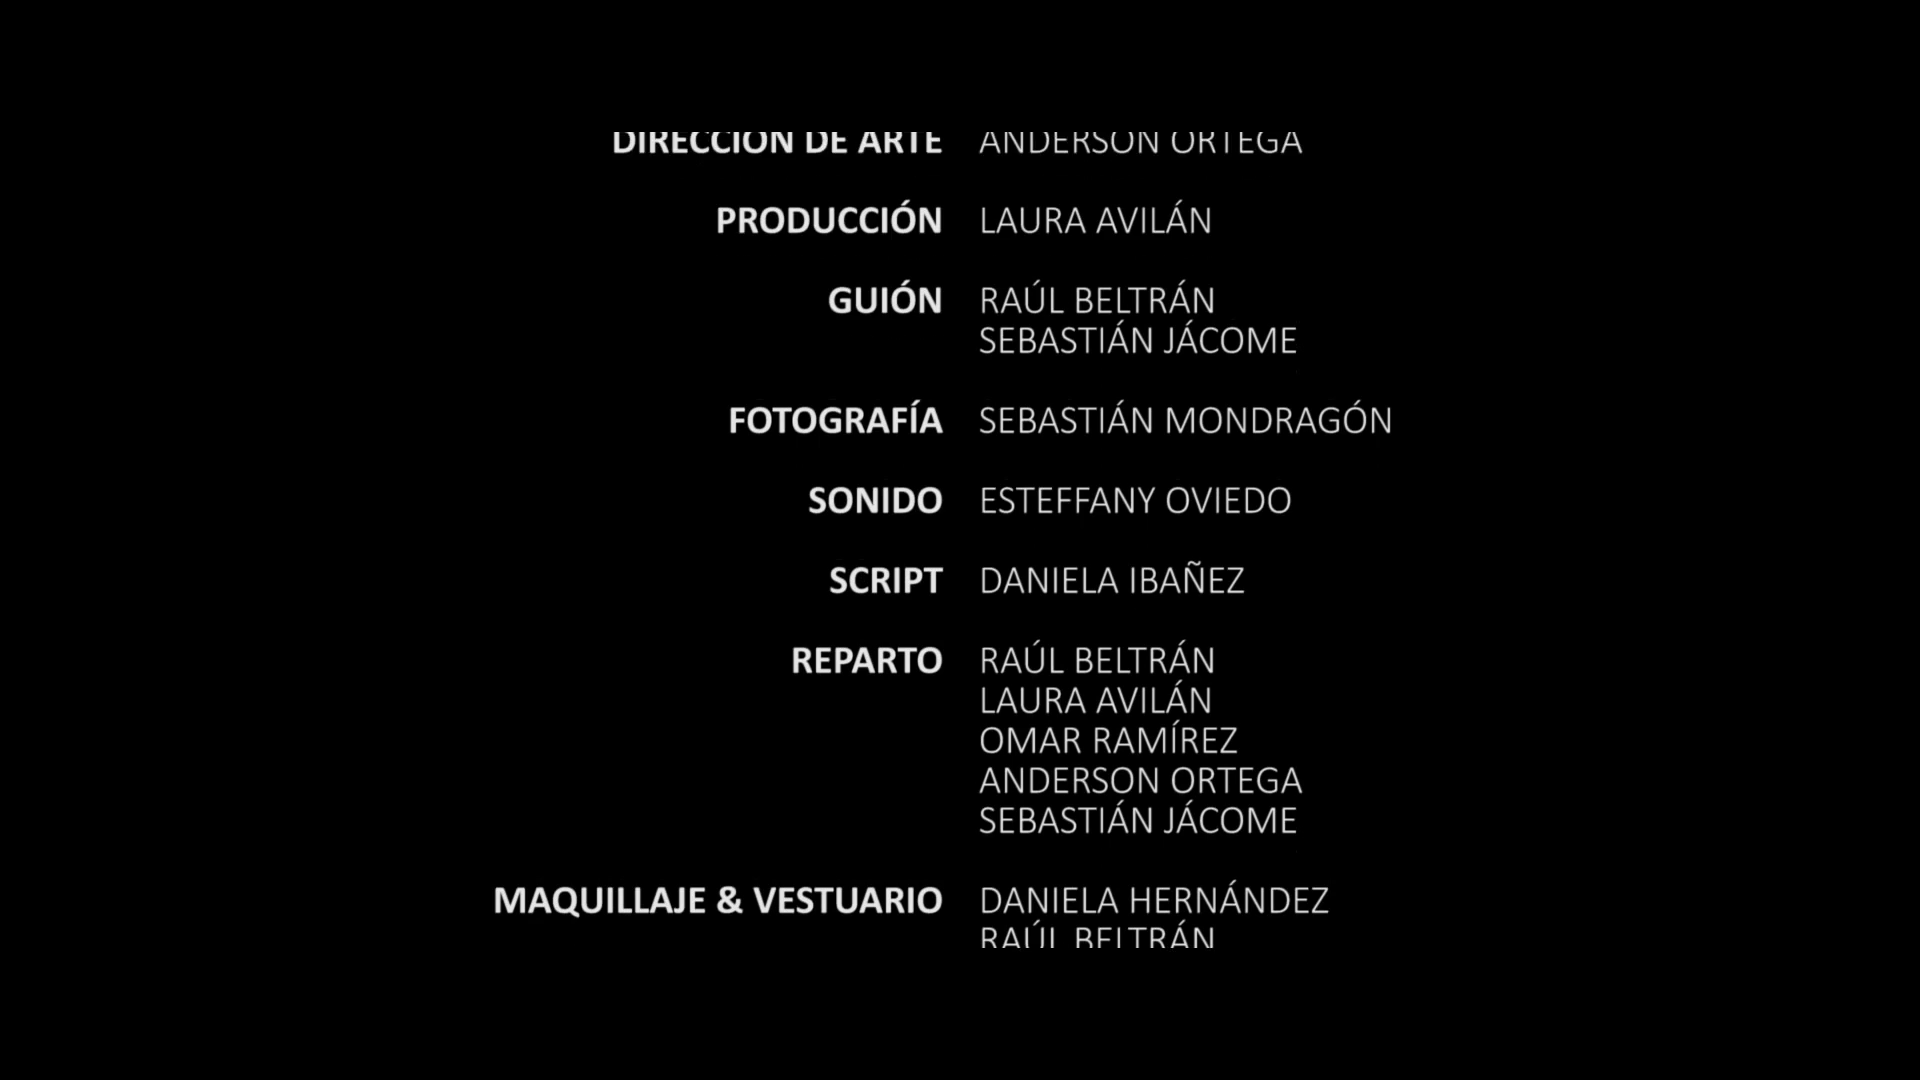 DIRECCIÓN DE ARTE ANDERSON ORTEGA
PRODUCCIÓN LAURA AVILÁN
GUIÓN RAÚL BELTRÁN
SEBASTIÁN JÁCOME
FOTOGRAFÍA SEBASTIÁN MONDRAGÓN
SONIDO ESTEFFANY OVIEDO
SCRIPT DANIELA IBAÑEZ
REPARTO RAÚL BELTRÁN
LAURA AVILÁN
OMAR RAMÍREZ
ANDERSON ORTEGA
SEBASTIÁN JÁCOME
MAQUILLAJE & VESTUARIO DANIELA HERNÁNDEZ
RAÚL BELTRÁN